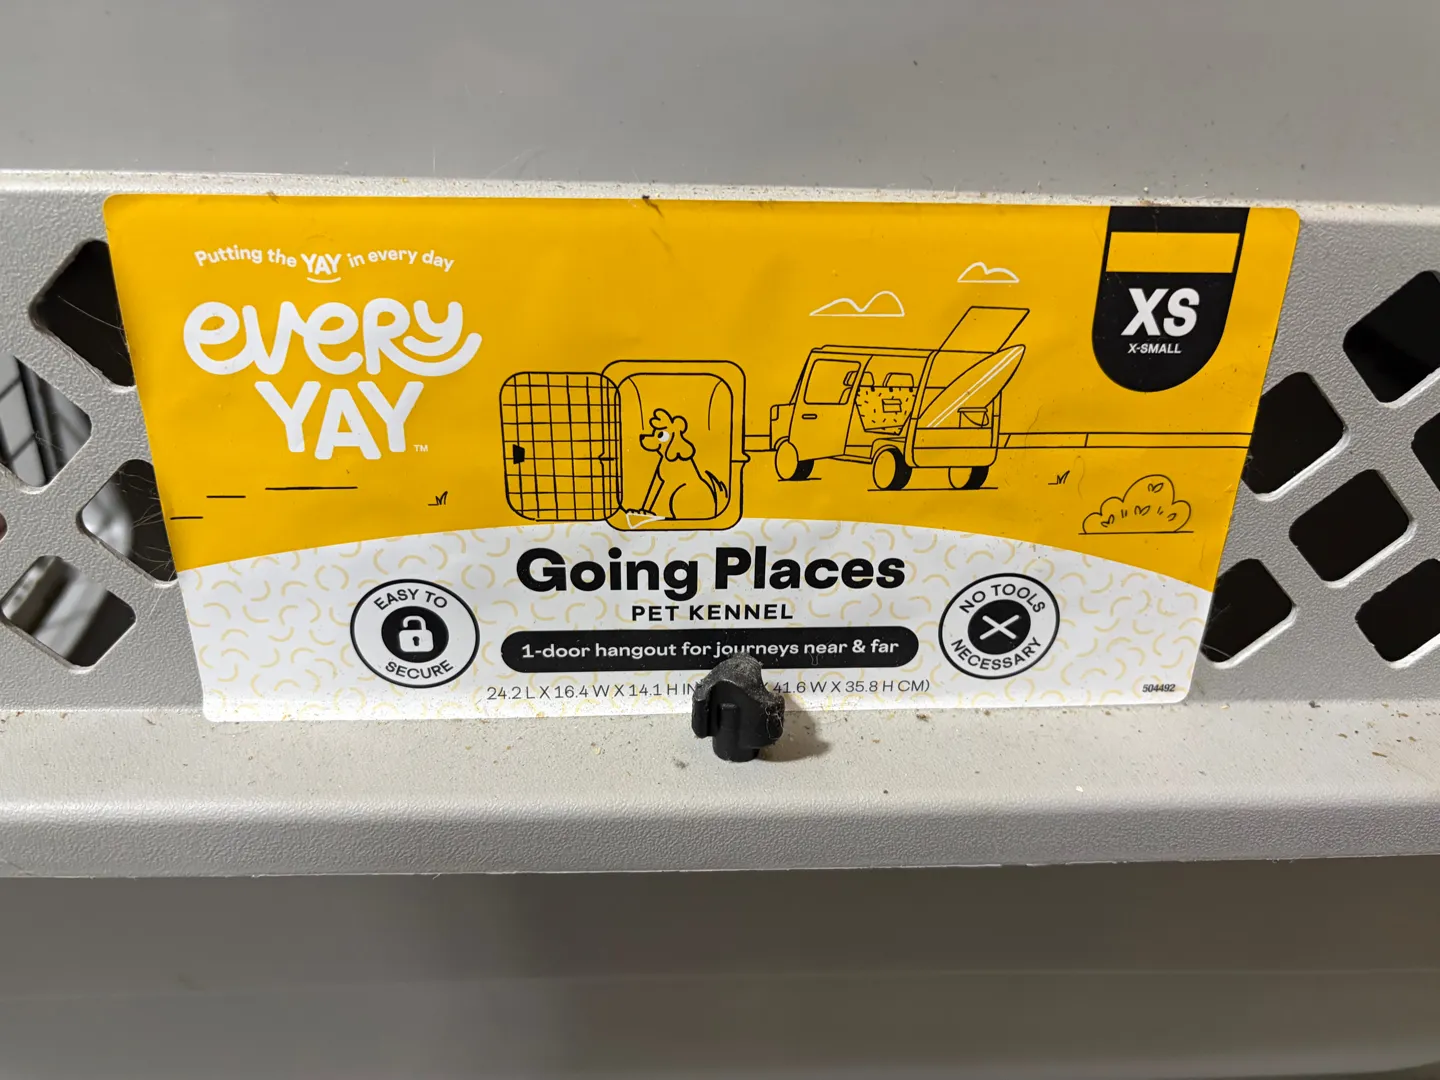 Putting the YAY in every day
every
YAY™
XS
X-SMALL
Going Places
PET KENNEL
EASY TO
SECURE
NO TOOLS
NECESSARY
1-door hangout for journeys near & far
24.2 L X 16.4 W X 14.1 H IN X 41.6 W X 35.8 H CM)
504492